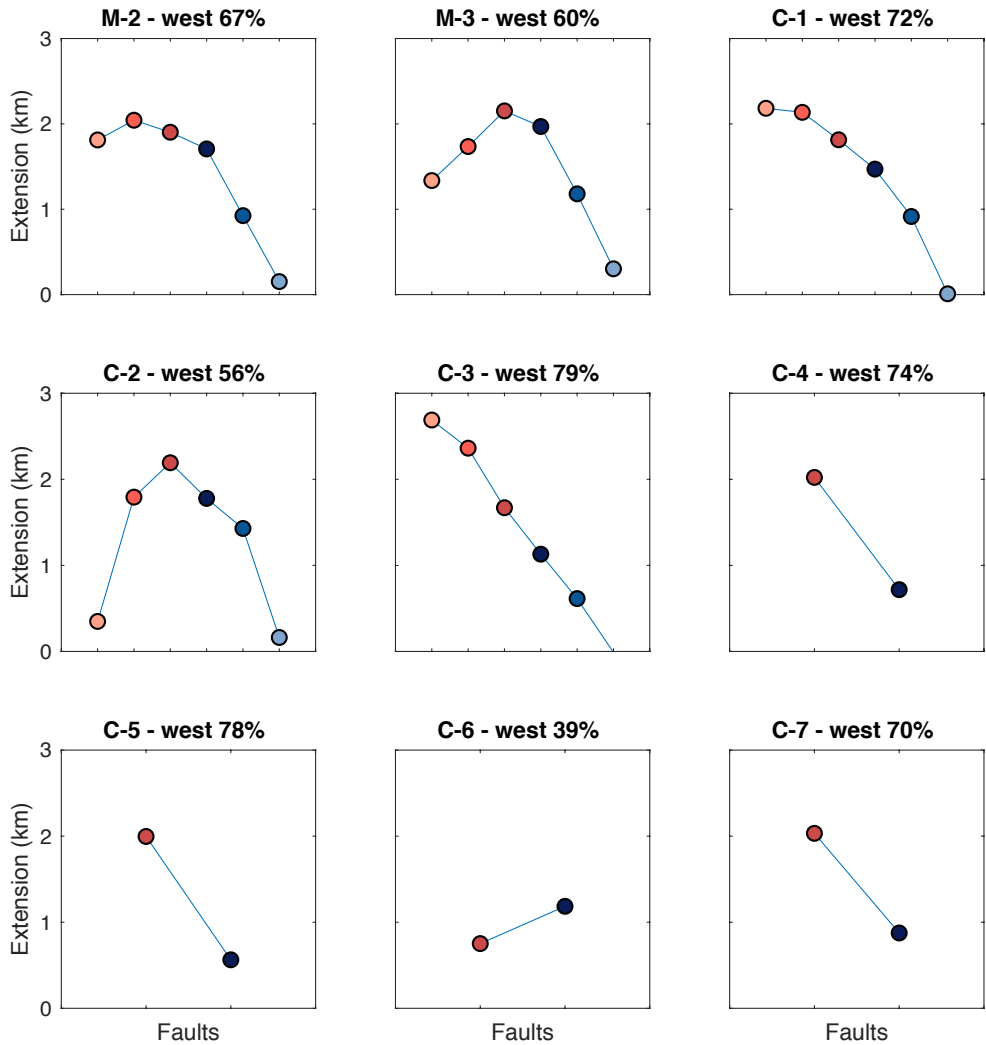 M-2 - west 67%
M-3 - west 60%
C-1 - west 72%
Extension (km)
3
2
1
0
C-2 - west 56%
C-3 - west 79%
C-4 - west 74%
Extension (km)
3
2
1
0
C-5 - west 78%
C-6 - west 39%
C-7 - west 70%
Extension (km)
3
2
1
0
Faults
Faults
Faults